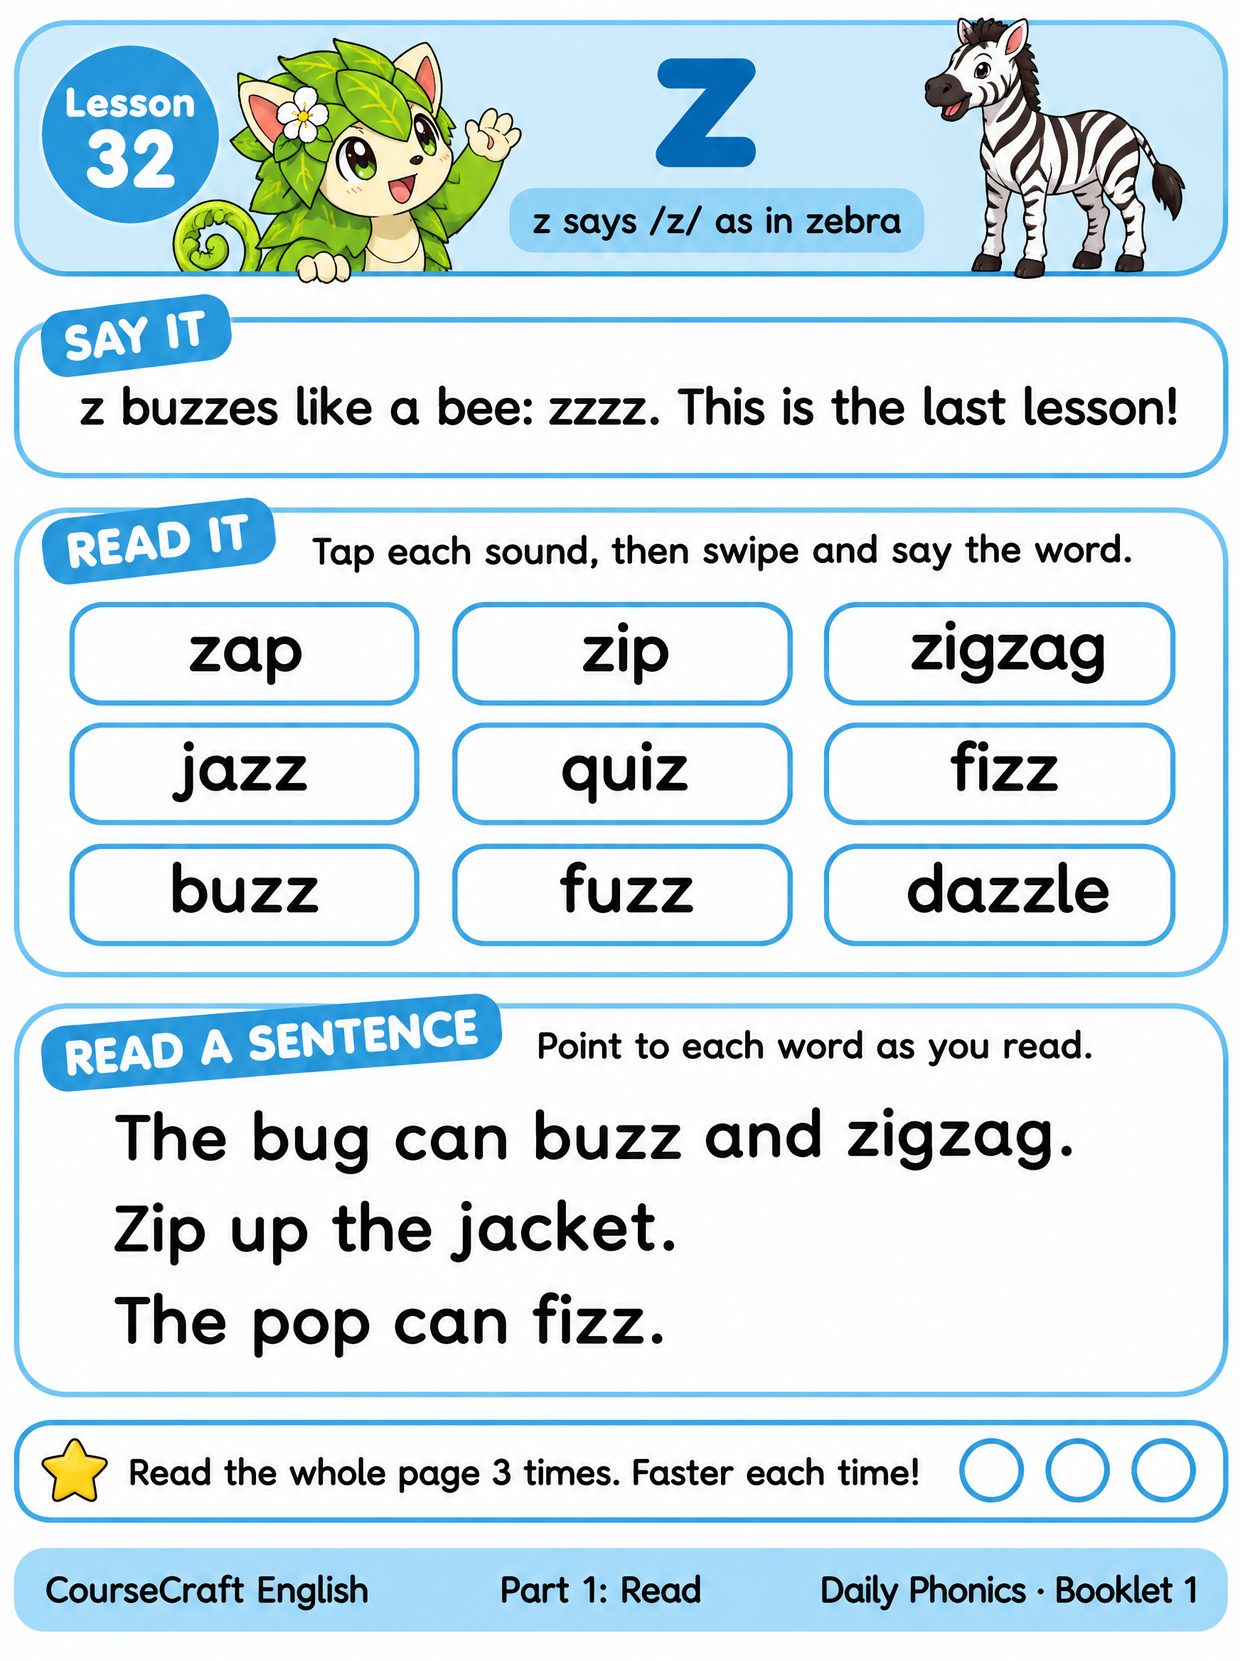 Lesson
32
z
z says /z/ as in zebra
SAY IT
z buzzes like a bee: zzzz. This is the last lesson!
READ IT
Tap each sound, then swipe and say the word.
zap
zip
zigzag
jazz
quiz
fizz
buzz
fuzz
dazzle
READ A SENTENCE
Point to each word as you read.
The bug can buzz and zigzag.
Zip up the jacket.
The pop can fizz.
Read the whole page 3 times. Faster each time!
CourseCraft English
Part 1: Read
Daily Phonics · Booklet 1